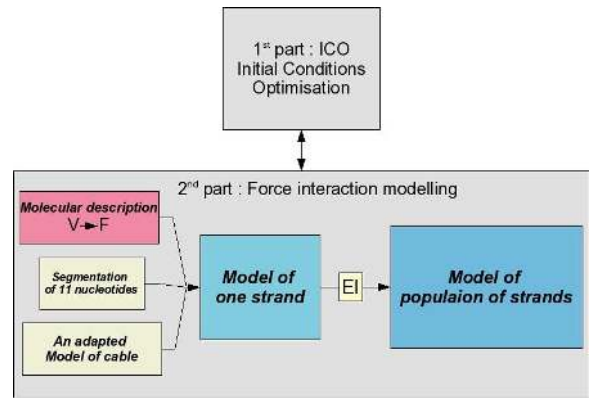 1st part : ICO
Initial Conditions
Optimisation
2nd part : Force interaction modelling
Molecular description
V→F
Segmentation
of 11 nucleotides
An adapted
Model of cable
Model of
one strand
EI
Model of
populaion of strands